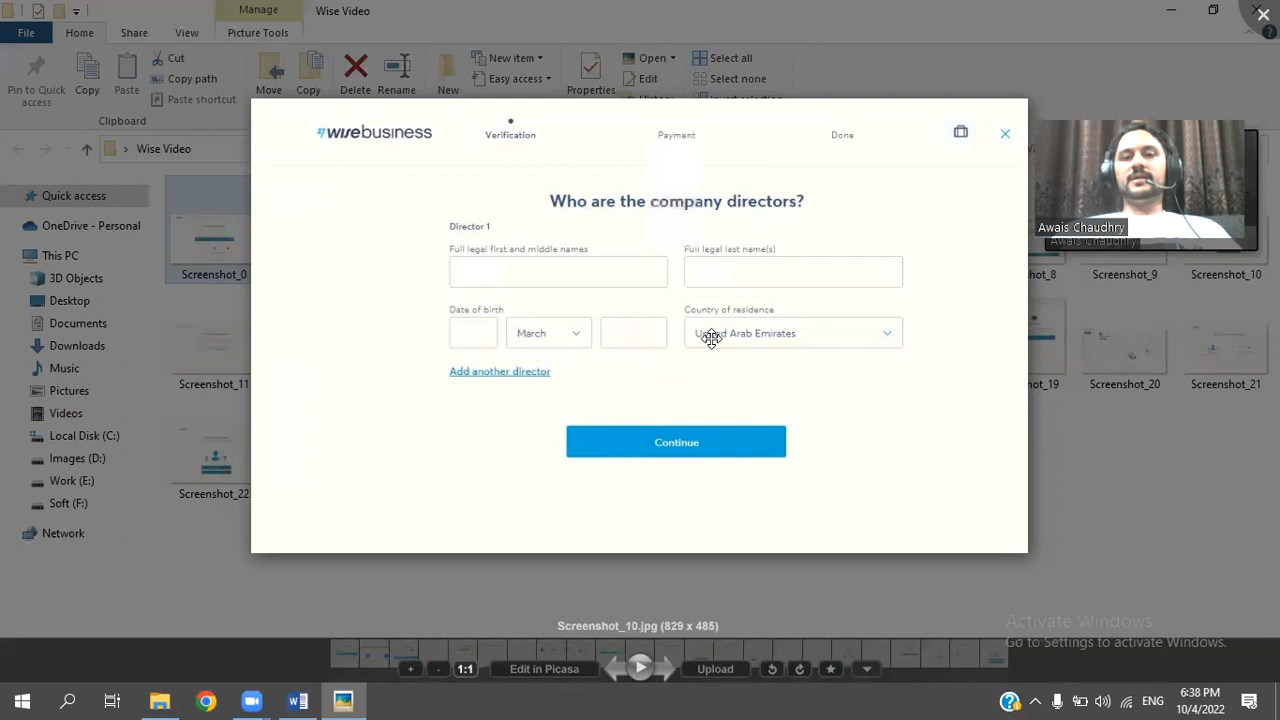 Manage
Wise Video
File
Home
Share
View
Picture Tools
Pin to Quick
access
Copy
Paste
Cut
Copy path
Paste shortcut
Clipboard
Move
Copy
Delete
Rename
New
New item
Easy access
Properties
Open
Edit
Select all
Select none
Wise Video
Quick access
OneDrive - Personal
This PC
3D Objects
Desktop
Documents
Downloads
Music
Pictures
Videos
Local Disk (C:)
Images (D:)
Work (E:)
Soft (F:)
Network
Screenshot_0
Screenshot_11
Screenshot_22
wisebusiness
Verification
Payment
Done
Who are the company directors?
Director 1
Full legal first and middle names
Full legal last name(s)
Date of birth
Country of residence
March
United Arab Emirates
Add another director
Continue
Awais Chaudhry
Awais Chaudhry
Screenshot_9
Screenshot_10
Screenshot_20
Screenshot_21
Screenshot_10.jpg (829 x 485)
Activate Windows
Go to Settings to activate Windows.
+
-
1:1
Edit in Picasa
Upload
ENG
6:38 PM
10/4/2022